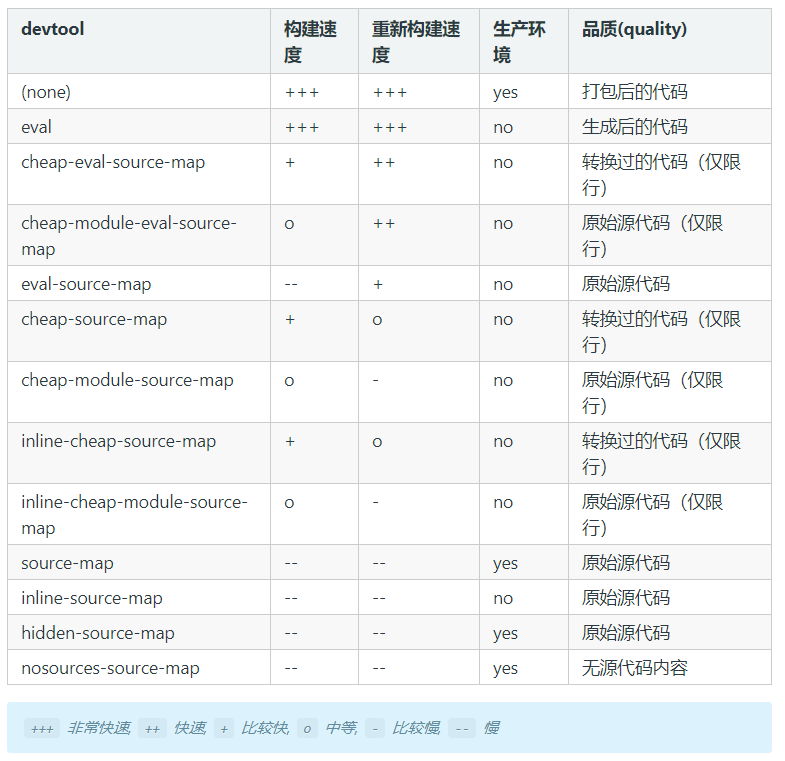 devtool 构建速度 重新构建速度 生产环境 品质(quality)
(none) +++ +++ yes 打包后的代码
eval +++ +++ no 生成后的代码
cheap-eval-source-map + ++ no 转换过的代码（仅限行）
cheap-module-eval-source-map o ++ no 原始源代码（仅限行）
eval-source-map -- + no 原始源代码
cheap-source-map + o no 转换过的代码（仅限行）
cheap-module-source-map o - no 原始源代码（仅限行）
inline-cheap-source-map + o no 转换过的代码（仅限行）
inline-cheap-module-source-map o - no 原始源代码（仅限行）
source-map -- -- yes 原始源代码
inline-source-map -- -- no 原始源代码
hidden-source-map -- -- yes 原始源代码
nosources-source-map -- -- yes 无源代码内容
+++ 非常快速, ++ 快速, + 比较快, o 中等, - 比较慢, -- 慢